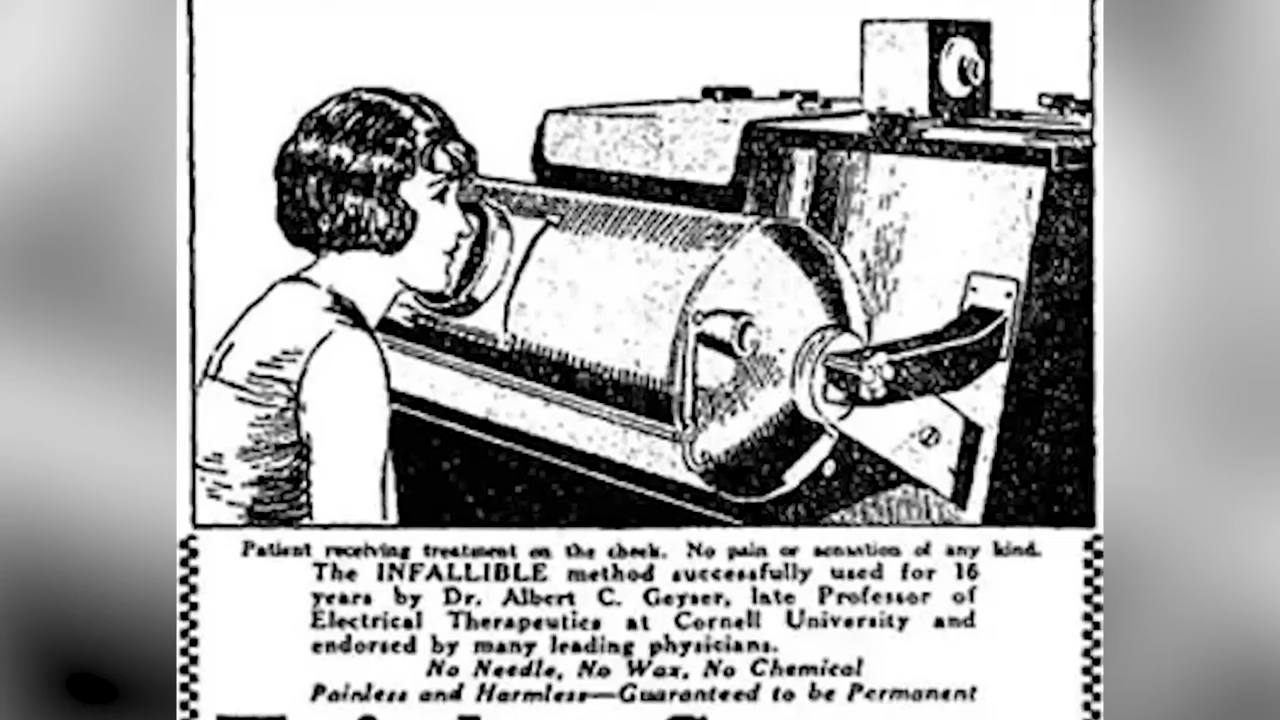 Patient receiving treatment on the cheek. No pain or sensation of any kind.
The INFALLIBLE method successfully used for 16
years by Dr. Albert C. Geyser, late Professor of
Electrical Therapeutics at Cornell University and
endorsed by many leading physicians.
No Needle, No Wax, No Chemical
Painless and Harmless—Guaranteed to be Permanent